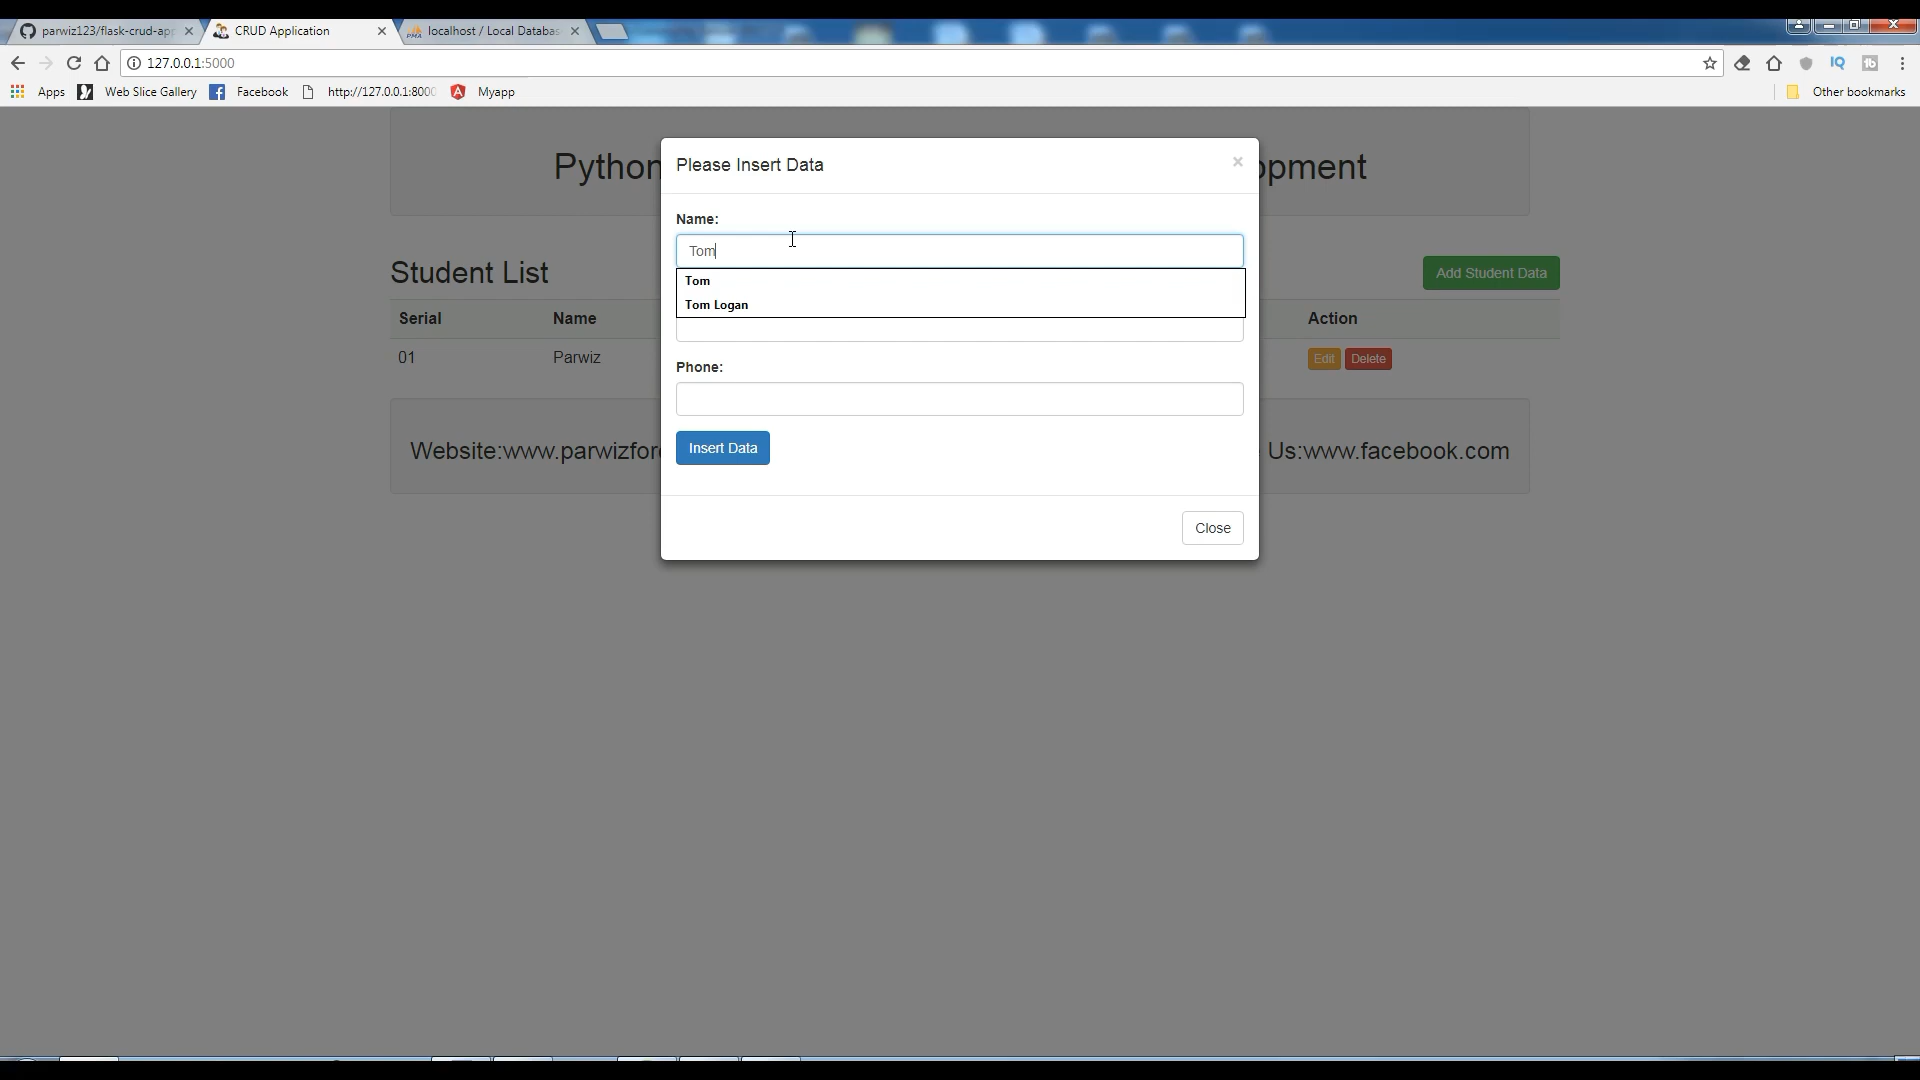 parwiz123/flask-crud-app
CRUD Application
localhost / Local Databas
127.0.0.1:5000
Apps
Web Slice Gallery
Facebook
http://127.0.0.1:8000
Myapp
Other bookmarks
Please Insert Data
×
Python
opment
Name:
Tom
Tom
Tom Logan
Student List
Add Student Data
Serial
Name
Action
01
Parwiz
Edit
Delete
Phone:
Insert Data
Website:www.parwizfor
Us:www.facebook.com
Close